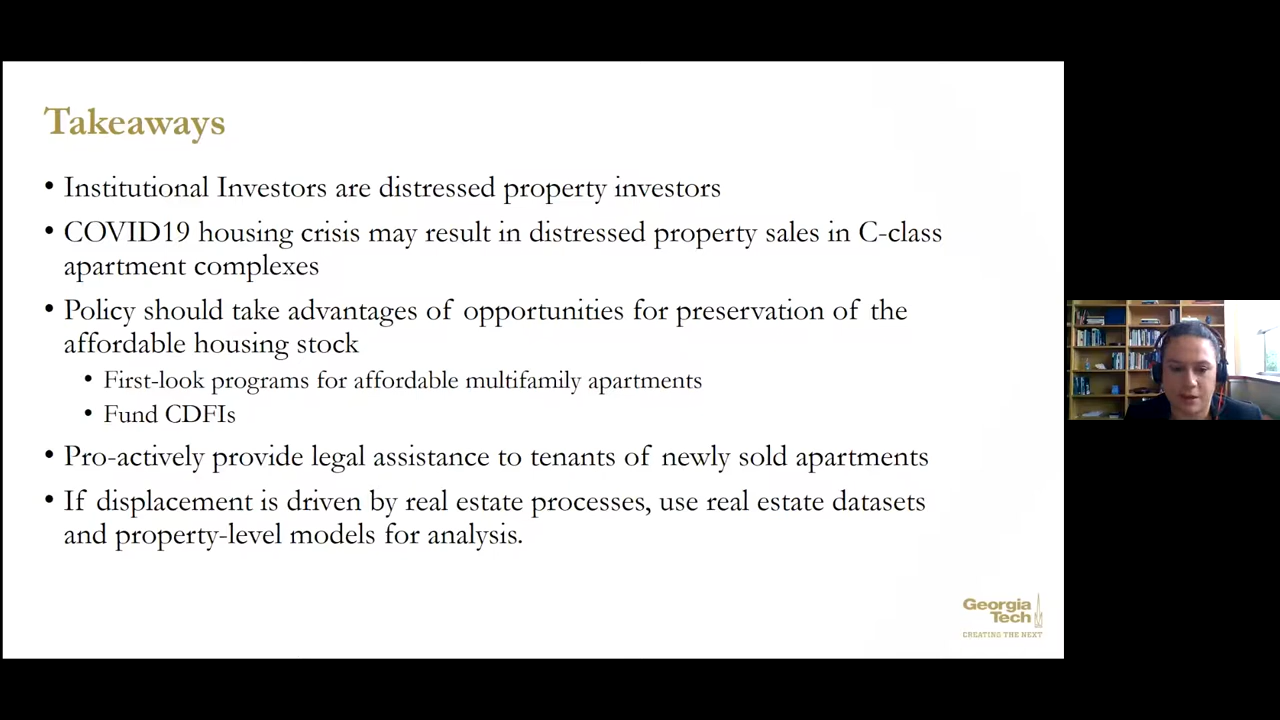 Takeaways
• Institutional Investors are distressed property investors
• COVID19 housing crisis may result in distressed property sales in C-class
apartment complexes
• Policy should take advantages of opportunities for preservation of the
affordable housing stock
• First-look programs for affordable multifamily apartments
• Fund CDFIs
• Pro-actively provide legal assistance to tenants of newly sold apartments
• If displacement is driven by real estate processes, use real estate datasets
and property-level models for analysis.
Georgia
Tech
CREATING THE NEXT